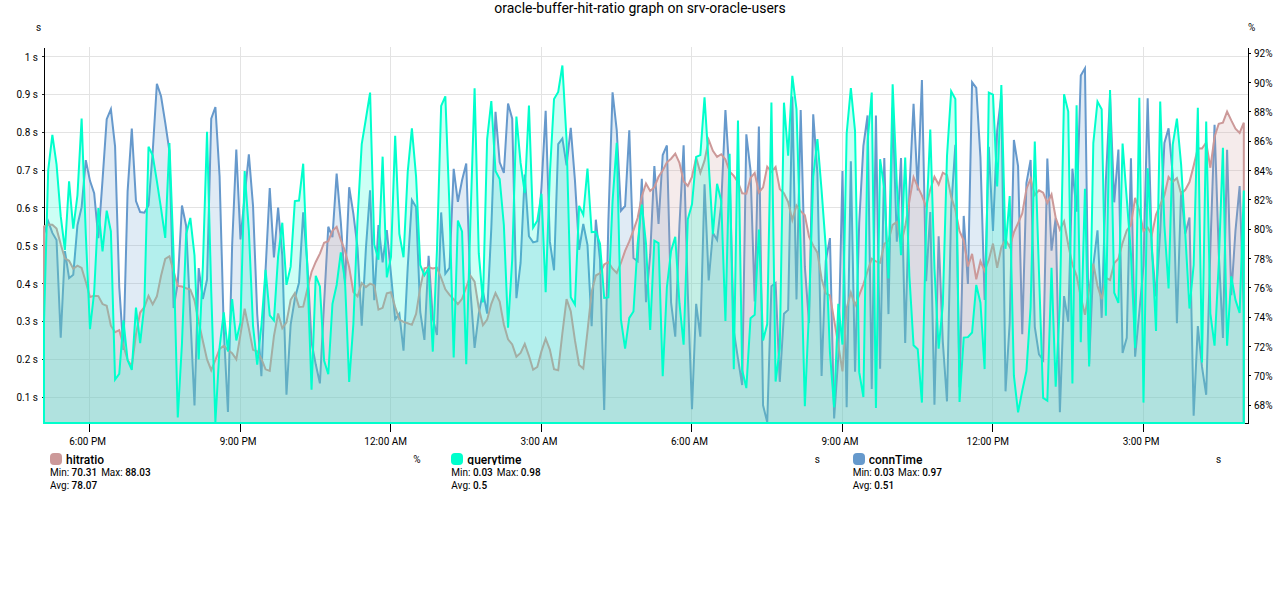 oracle-buffer-hit-ratio graph on srv-oracle-users
s %
1 s 92%
0.9 s 90%
0.8 s 88%
0.7 s 86%
0.6 s 84%
0.5 s 82%
0.4 s 80%
0.3 s 78%
0.2 s 76%
0.1 s 74%
72%
70%
68%
6:00 PM 9:00 PM 12:00 AM 3:00 AM 6:00 AM 9:00 AM 12:00 PM 3:00 PM
hitratio % querytime s connTime s
Min: 70.31 Max: 88.03 Min: 0.03 Max: 0.98 Min: 0.03 Max: 0.97
Avg: 78.07 Avg: 0.5 Avg: 0.51